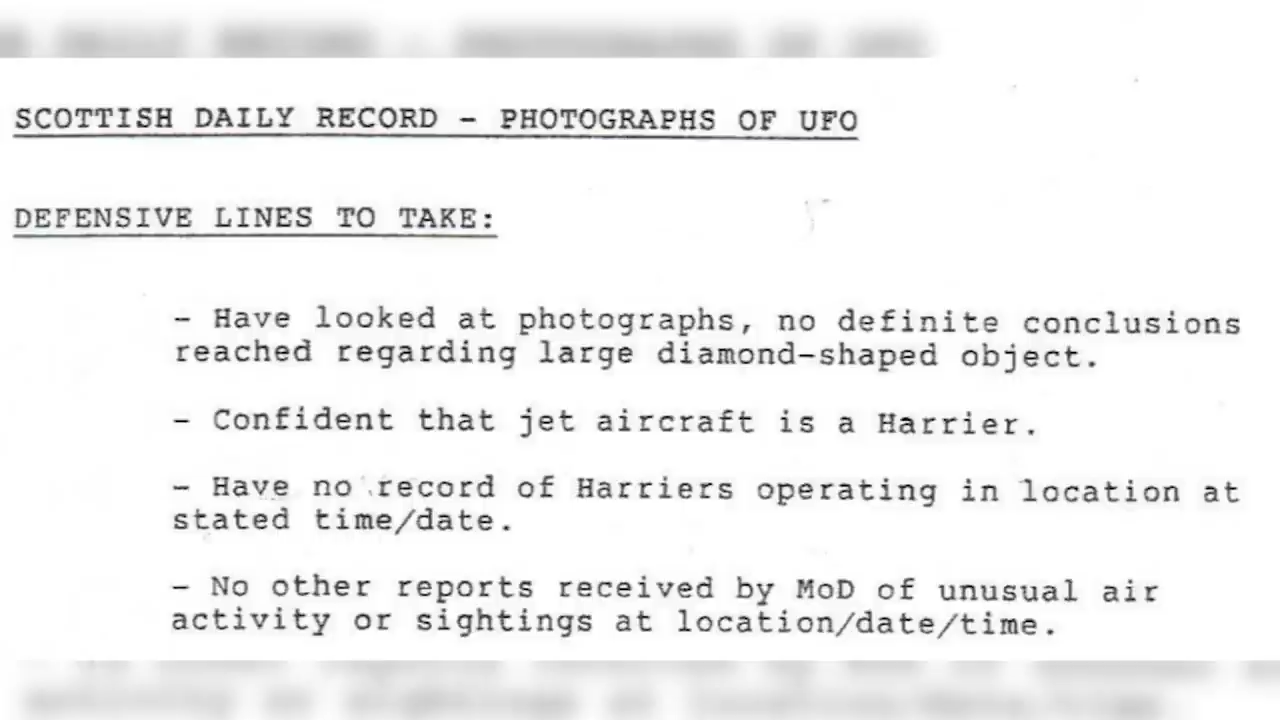 SCOTTISH DAILY RECORD - PHOTOGRAPHS OF UFO
DEFENSIVE LINES TO TAKE:
- Have looked at photographs, no definite conclusions
reached regarding large diamond-shaped object.
- Confident that jet aircraft is a Harrier.
- Have no record of Harriers operating in location at
stated time/date.
- No other reports received by MoD of unusual air
activity or sightings at location/date/time.